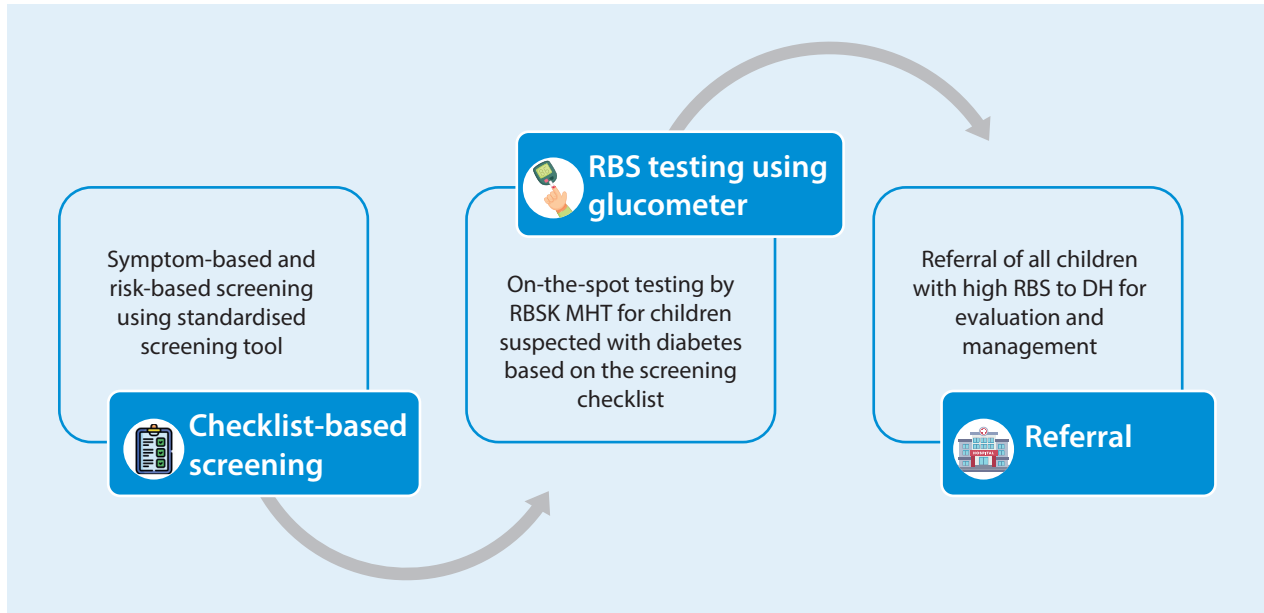 Symptom-based and
risk-based screening
using standardised
screening tool
Checklist-based
screening
RBS testing using
glucometer
On-the-spot testing by
RBSK MHT for children
suspected with diabetes
based on the screening
checklist
Referral of all children
with high RBS to DH for
evaluation and
management
HOSPITAL
Referral